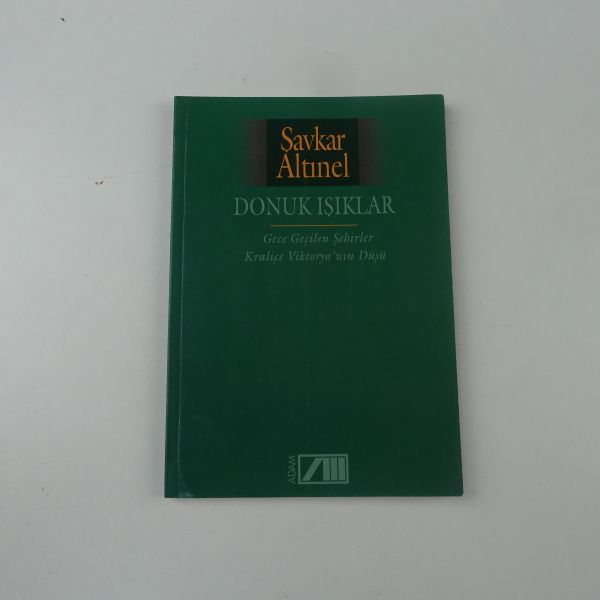 Şavkar
Altınel
DONUK IŞIKLAR
Gece Geçilen Şehirler
Kraliçe Viktorya'nın Düşü
ADAM